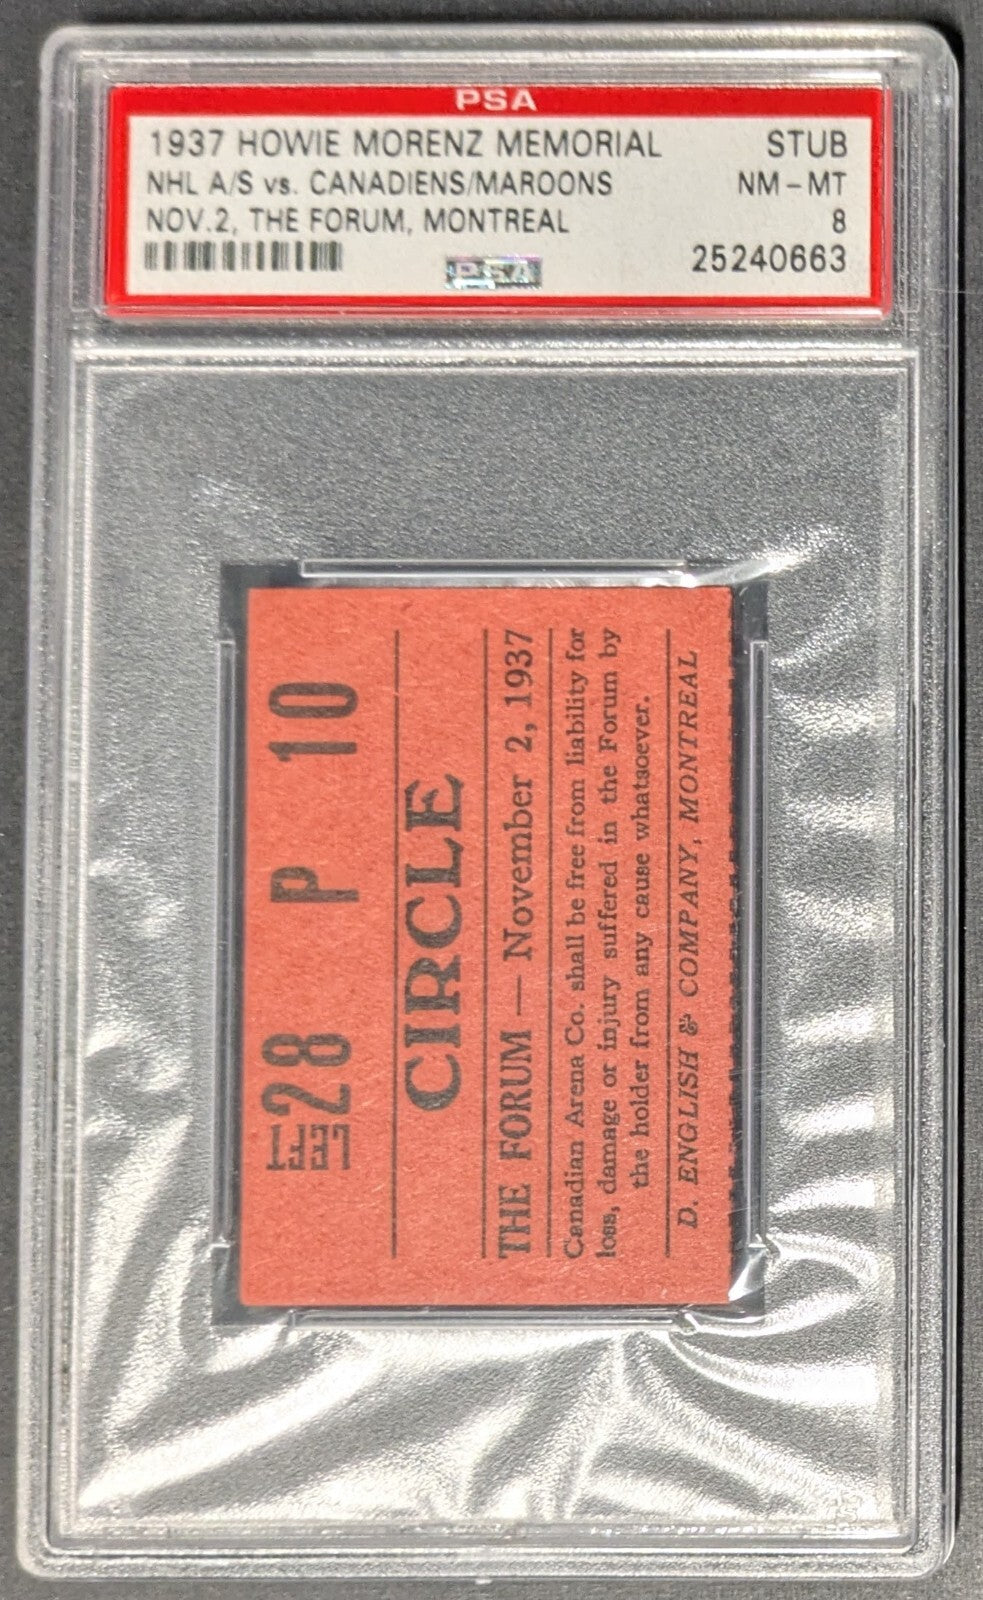 PSA
1937 HOWIE MORENZ MEMORIAL STUB
NHL A/S vs. CANADIENS/MAROONS NM-MT
NOV.2, THE FORUM, MONTREAL 8
PSA 25240663
LEFT 28 P 10
CIRCLE
THE FORUM — November 2, 1937
Canadian Arena Co. shall be free from liability for
loss, damage or injury suffered in the Forum by
the holder from any cause whatsoever.
D. ENGLISH & COMPANY, MONTREAL